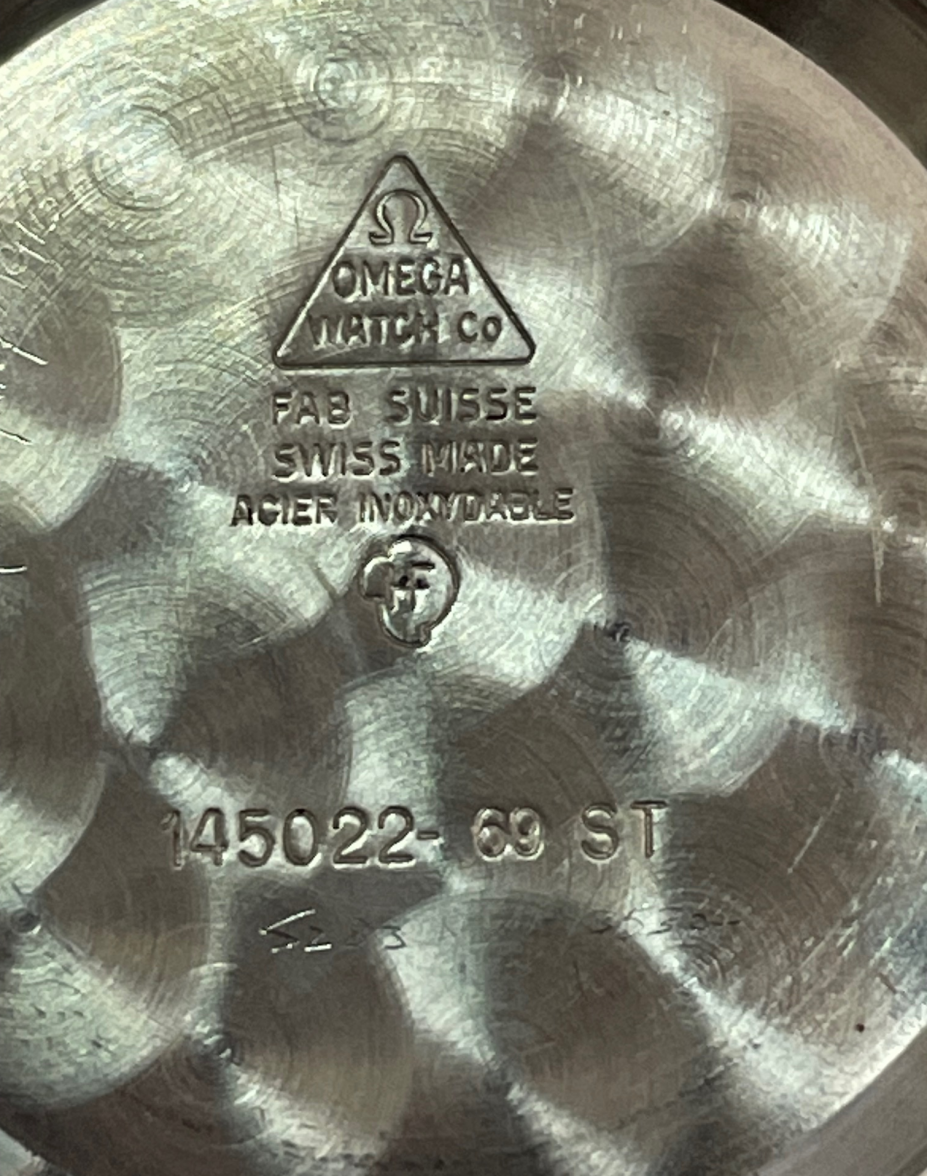 Ω
OMEGA
WATCH Co
FAB SUISSE
SWISS MADE
ACIER INOXYDABLE
145022-69 ST